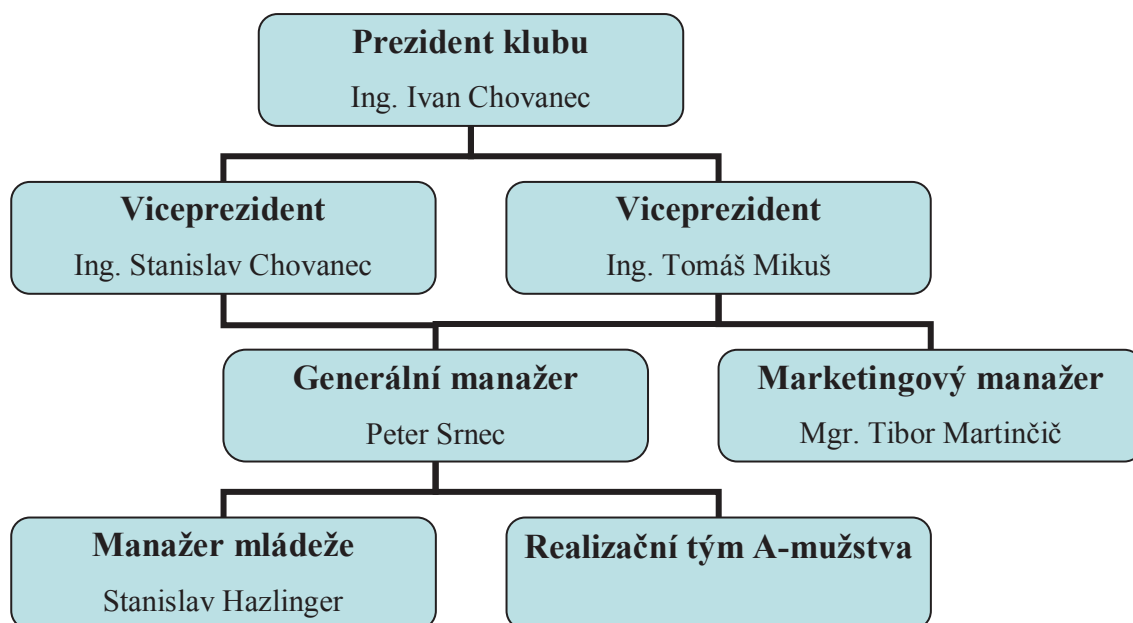 Prezident klubu
Ing. Ivan Chovanec
Viceprezident
Ing. Stanislav Chovanec
Viceprezident
Ing. Tomáš Mikuš
Generální manažer
Peter Srnec
Marketingový manažer
Mgr. Tibor Martinčič
Manažer mládeže
Stanislav Hazlinger
Realizační tým A-mužstva